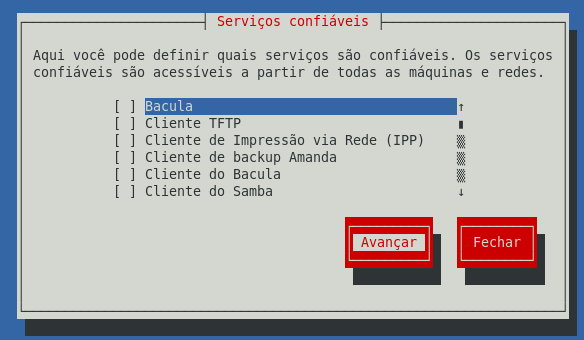 Serviços confiáveis
Aqui você pode definir quais serviços são confiáveis. Os serviços
confiáveis são acessíveis a partir de todas as máquinas e redes.
[ ] Bacula ↑
[ ] Cliente TFTP
[ ] Cliente de Impressão via Rede (IPP)
[ ] Cliente de backup Amanda
[ ] Cliente do Bacula
[ ] Cliente do Samba ↓
Avançar Fechar